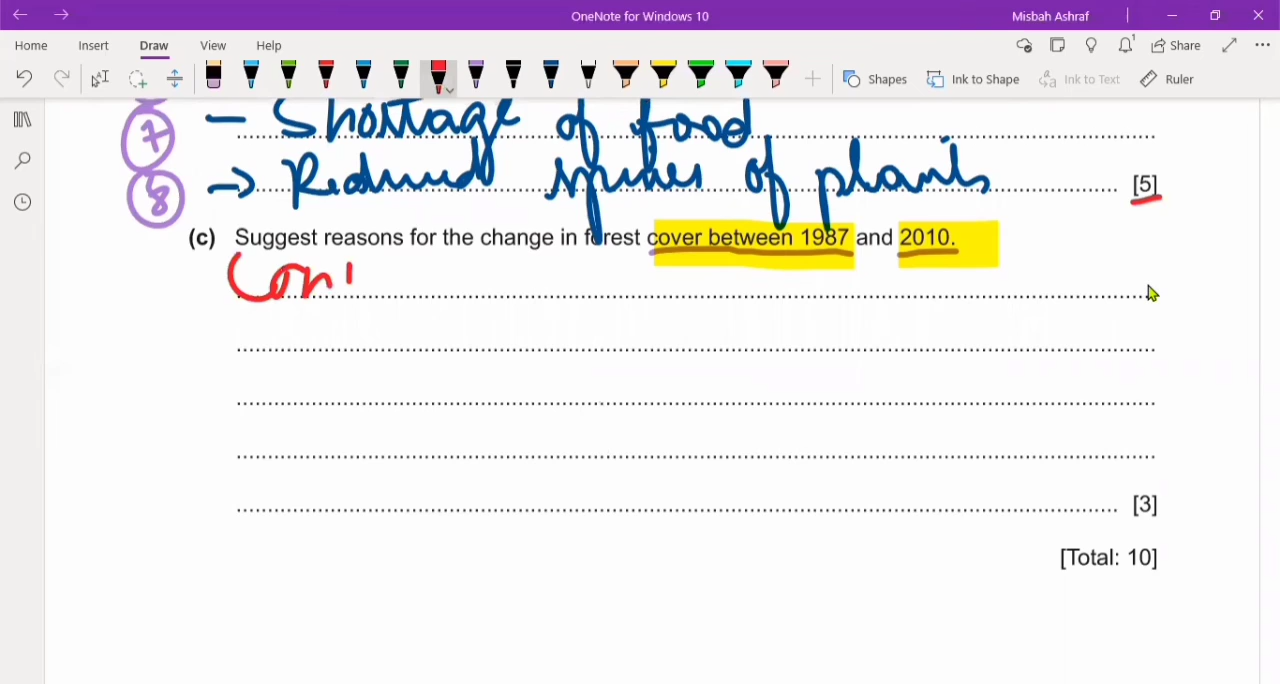 OneNote for Windows 10
Misbah Ashraf
Home Insert Draw View Help
Share
Shapes Ink to Shape Ink to Text Ruler
7 – Shortage of food
8 → Reduced species of plants [5]
(c) Suggest reasons for the change in forest cover between 1987 and 2010.
Con
[3]
[Total: 10]